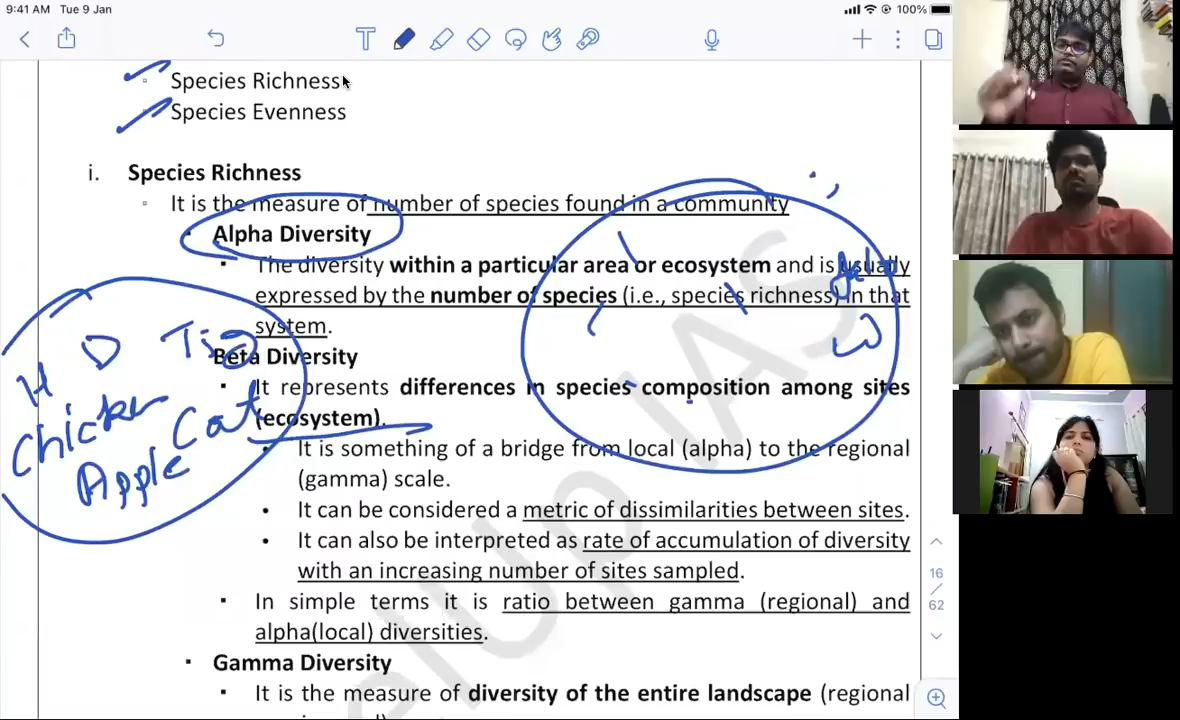 9:41 AM Tue 9 Jan
100%
Species Richness
Species Evenness
i. Species Richness
It is the measure of number of species found in a community
Alpha Diversity
The diversity within a particular area or ecosystem and is usually
expressed by the number of species (i.e., species richness) in that
system.
Beta Diversity
It represents differences in species composition among sites
(ecosystem).
It is something of a bridge from local (alpha) to the regional
(gamma) scale.
It can be considered a metric of dissimilarities between sites.
It can also be interpreted as rate of accumulation of diversity
with an increasing number of sites sampled.
In simple terms it is ratio between gamma (regional) and
alpha(local) diversities.
Gamma Diversity
It is the measure of diversity of the entire landscape (regional
H D
Chicken Cat
Apple
16
/
62